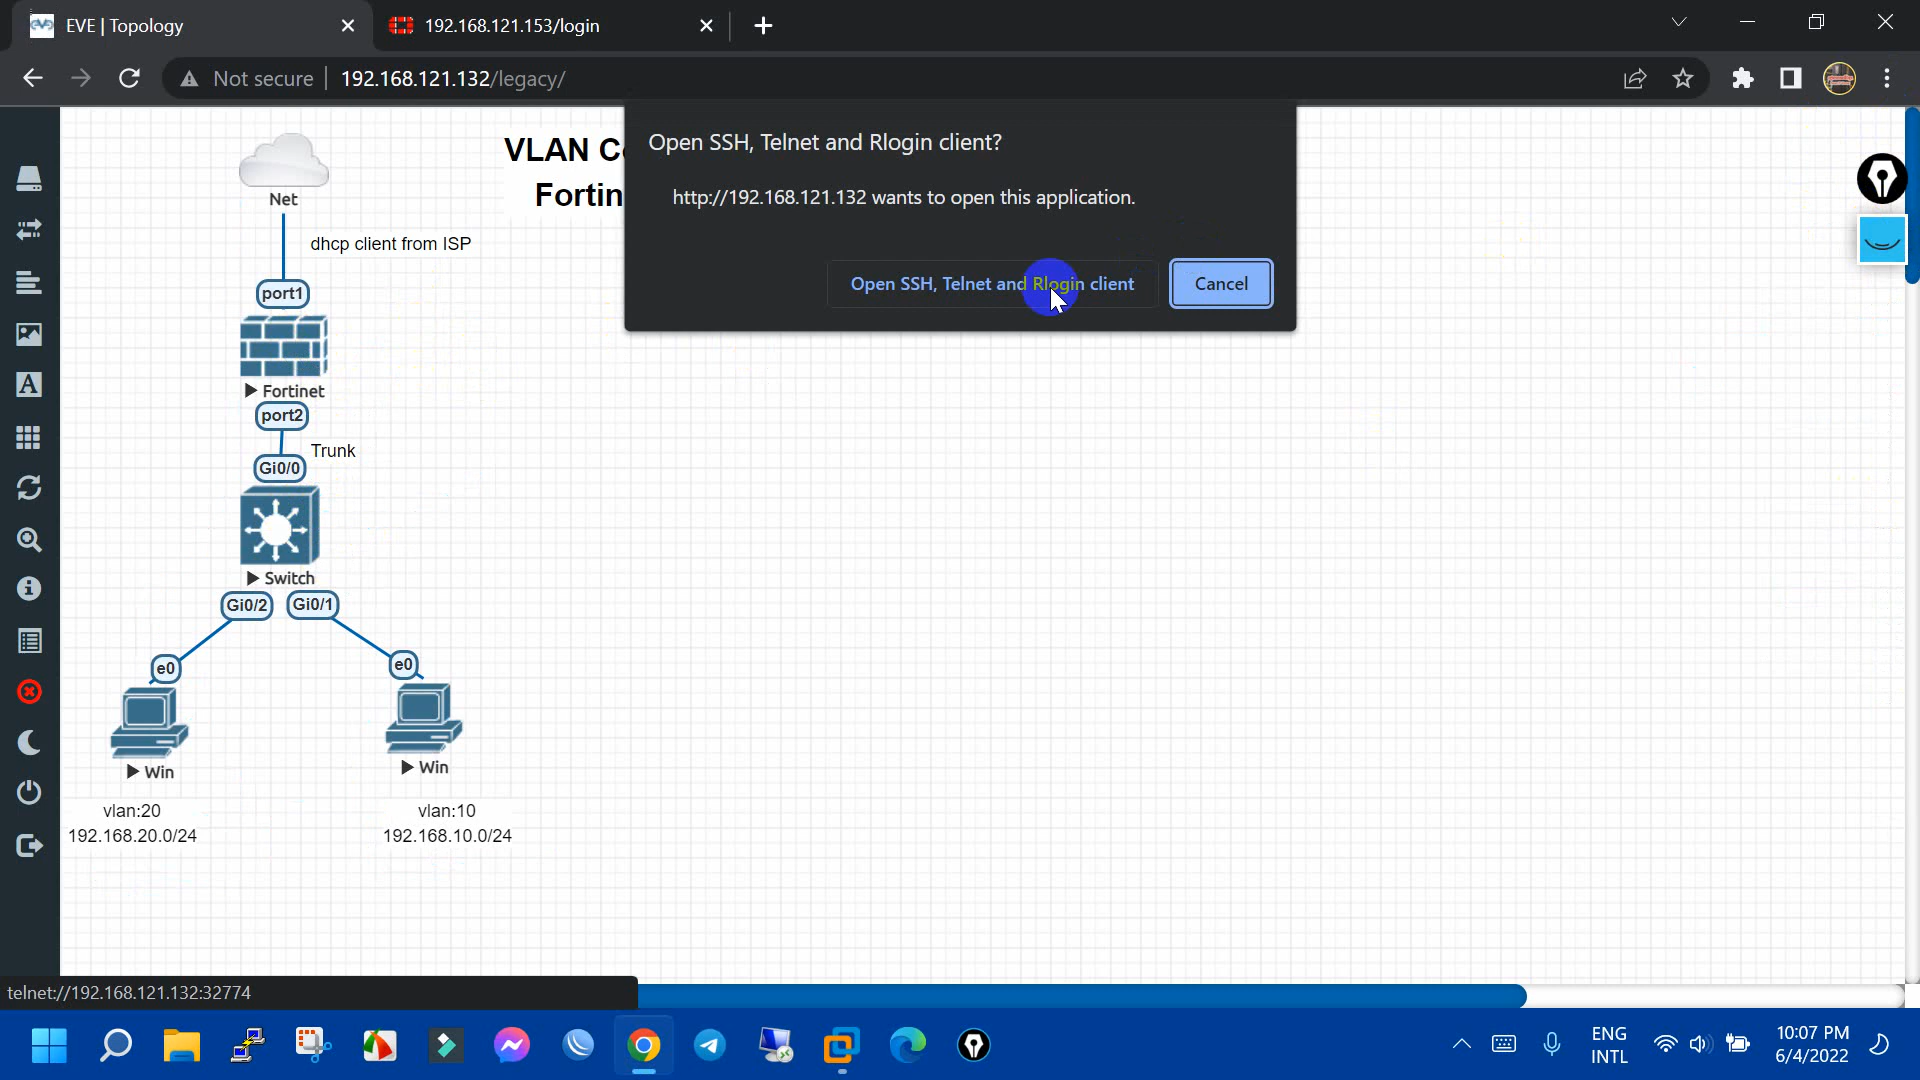 EVE | Topology
192.168.121.153/login
Not secure
192.168.121.132/legacy/
Net
dhcp client from ISP
port1
Fortinet
port2
Trunk
Gi0/0
Switch
Gi0/2
Gi0/1
e0
e0
Win
Win
vlan:20
192.168.20.0/24
vlan:10
192.168.10.0/24
VLAN C
Fortin
Open SSH, Telnet and Rlogin client?
http://192.168.121.132 wants to open this application.
Open SSH, Telnet and Rlogin client
Cancel
telnet://192.168.121.132:32774
ENG
INTL
10:07 PM
6/4/2022